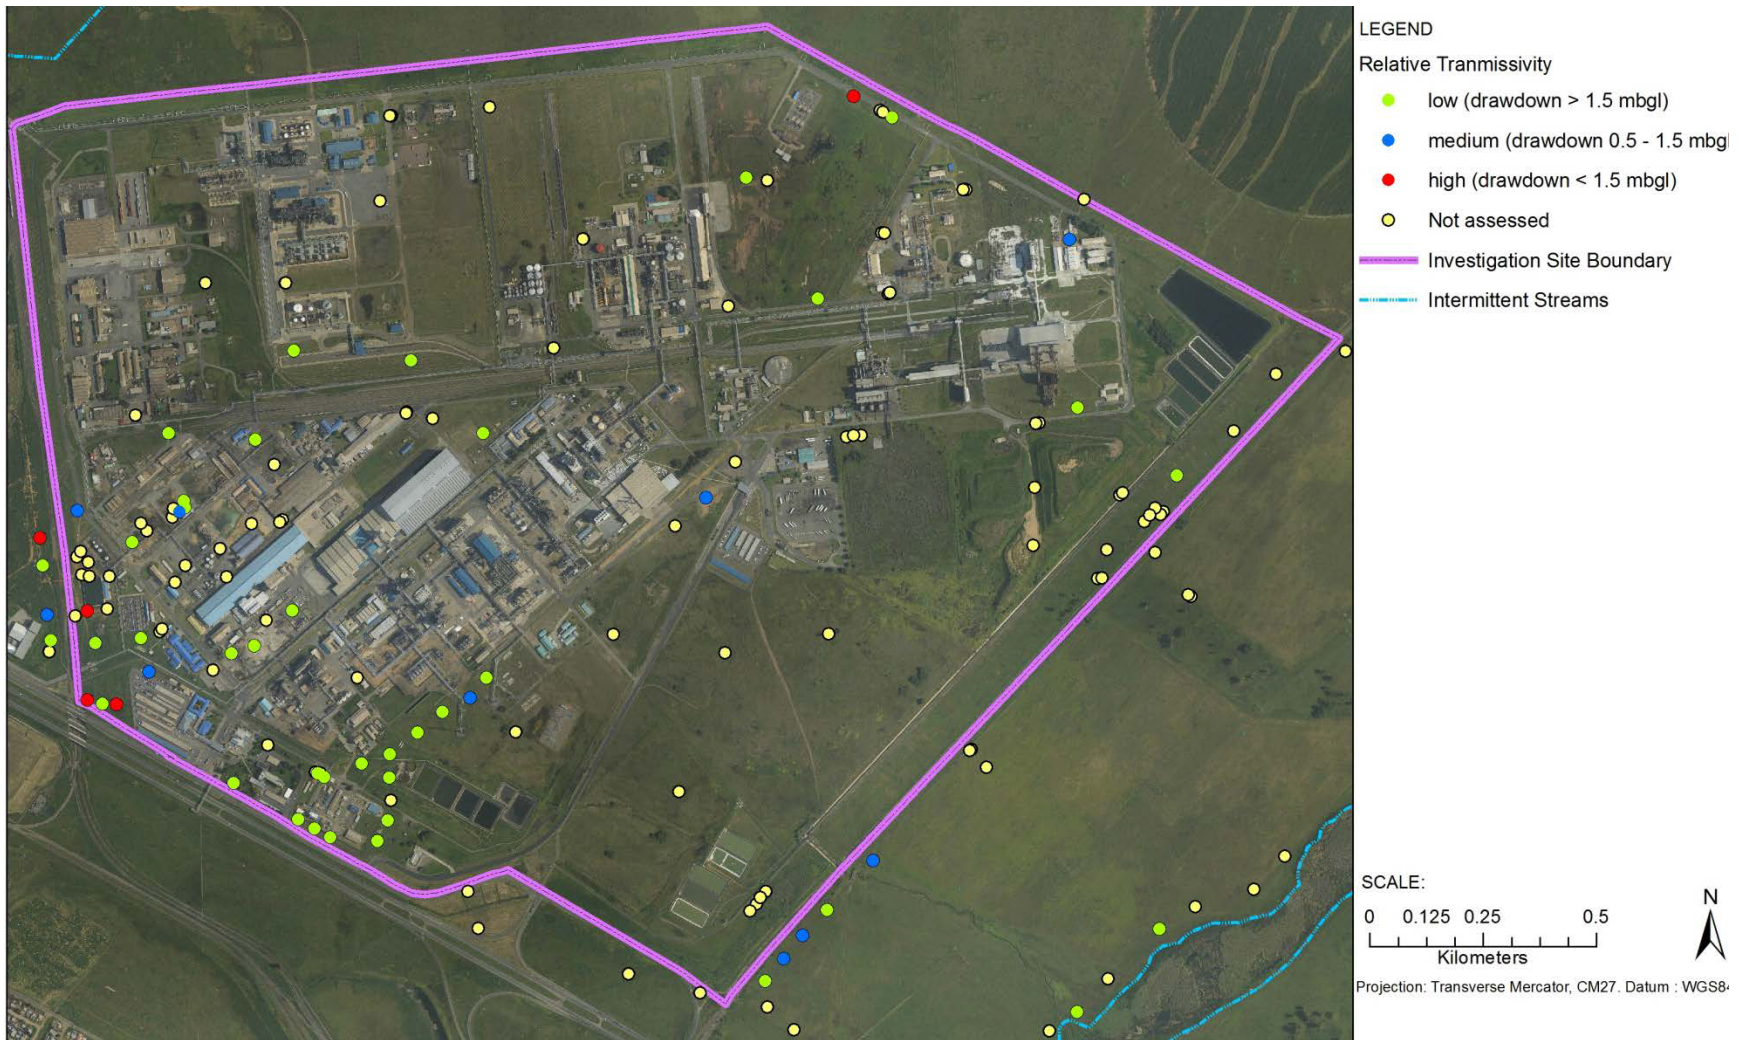 LEGEND
Relative Tranmissivity
low (drawdown > 1.5 mbgl)
medium (drawdown 0.5 - 1.5 mbgl
high (drawdown < 1.5 mbgl)
Not assessed
Investigation Site Boundary
Intermittent Streams
SCALE:
0 0.125 0.25 0.5
Kilometers
N
Projection: Transverse Mercator, CM27. Datum : WGS84